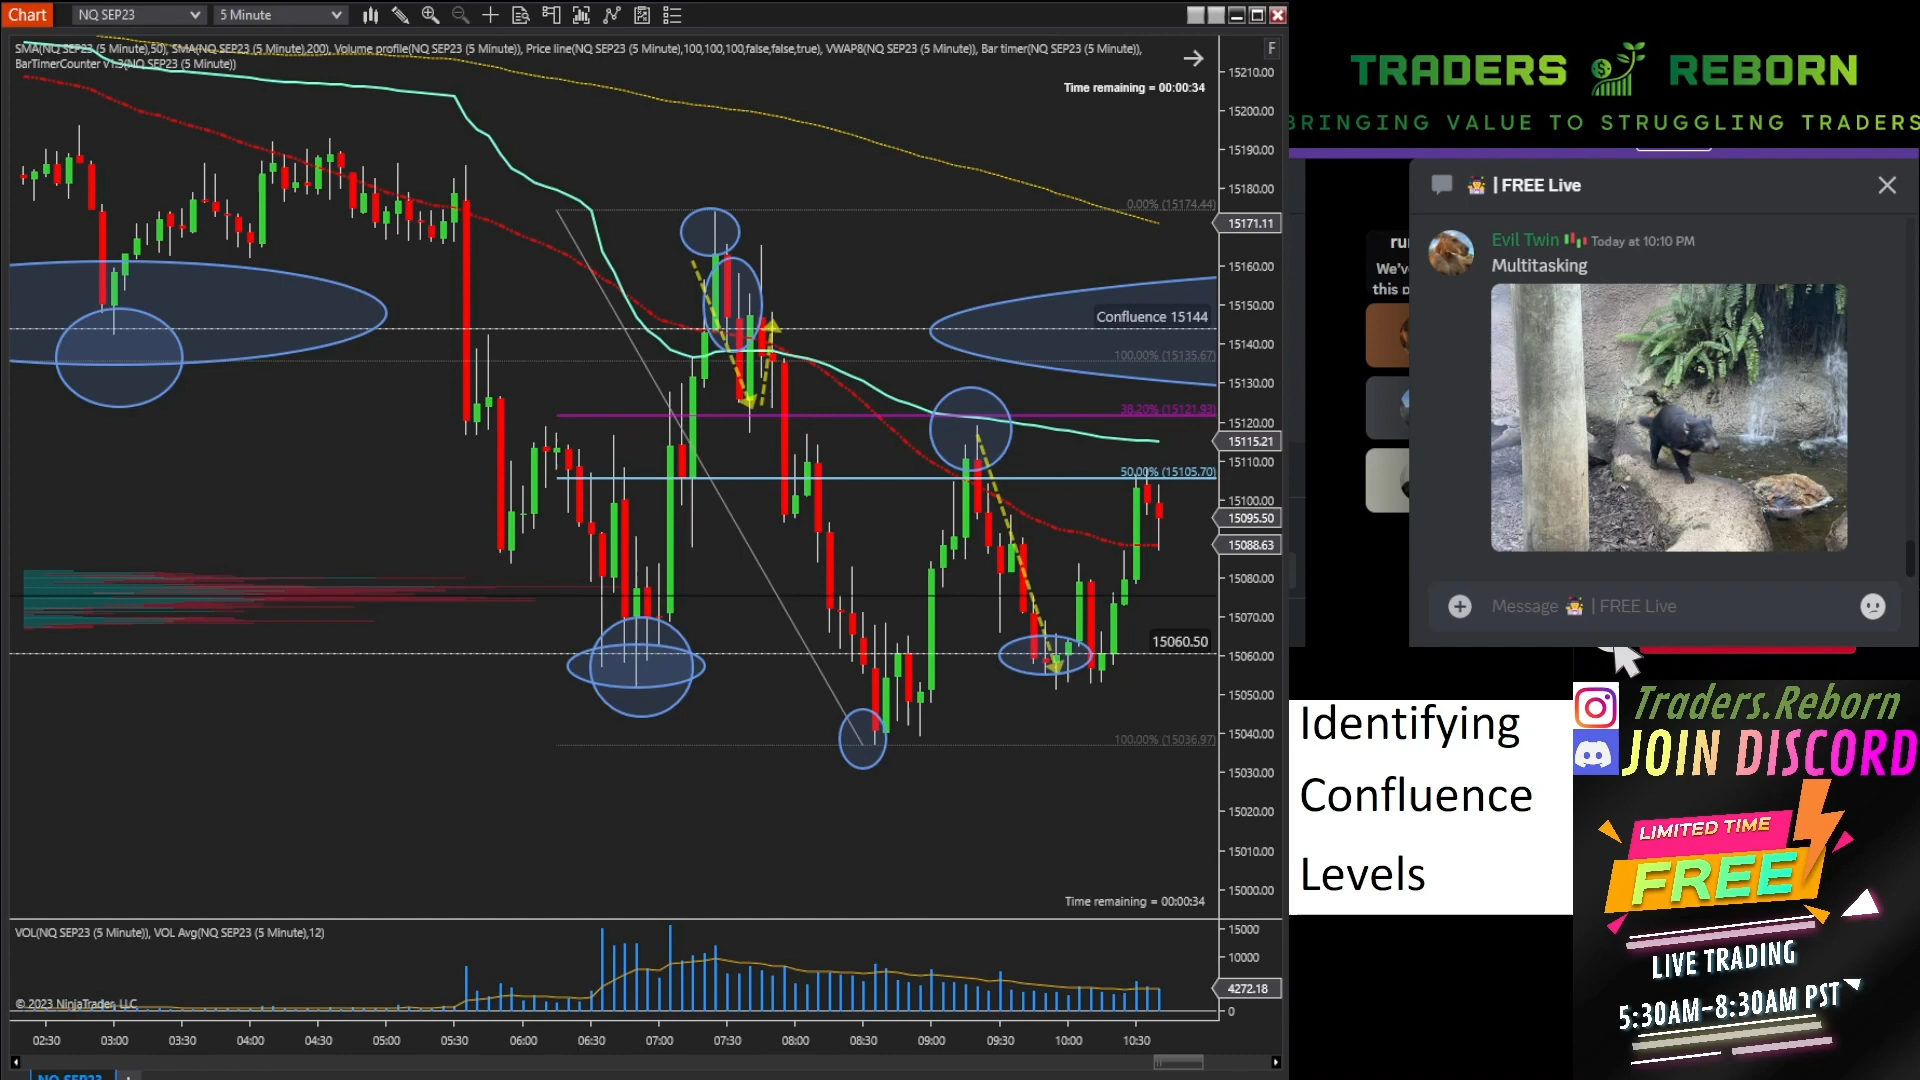 Chart
NQ SEP23
5 Minute
SMA(NQ SEP23 (5 Minute),50), SMA(NQ SEP23 (5 Minute),200), Volume profile(NQ SEP23 (5 Minute)), Price line(NQ SEP23 (5 Minute),100,100,100,false,false,true), VWAP8(NQ SEP23 (5 Minute)), Bar timer(NQ SEP23 (5 Minute)),
BarTimerCounter v1.3(NQ SEP23 (5 Minute))
F
Time remaining = 00:00:34
15210.00
15200.00
15190.00
15180.00
0.00% (15174.44)
15171.11
15160.00
15150.00
Confluence 15144
15140.00
100.00% (15135.67)
15130.00
38.20% (15121.93)
15120.00
15115.21
15110.00
50.00% (15105.70)
15100.00
15095.50
15088.63
15080.00
15070.00
15060.50
15060.00
15050.00
15040.00
100.00% (15036.97)
15030.00
15020.00
15010.00
15000.00
Time remaining = 00:00:34
VOL(NQ SEP23 (5 Minute)), VOL Avg(NQ SEP23 (5 Minute),12)
15000
10000
4272.18
0
© 2023 NinjaTrader, LLC
02:30 03:00 03:30 04:00 04:30 05:00 05:30 06:00 06:30 07:00 07:30 08:00 08:30 09:00 09:30 10:00 10:30
NQ SEP23
TRADERS REBORN
BRINGING VALUE TO STRUGGLING TRADERS
| FREE Live
We'v
this p
Evil Twin Today at 10:10 PM
Multitasking
Message | FREE Live
Identifying
Confluence
Levels
Traders.Reborn
JOIN DISCORD
LIMITED TIME
FREE
LIVE TRADING
5:30AM-8:30AM PST